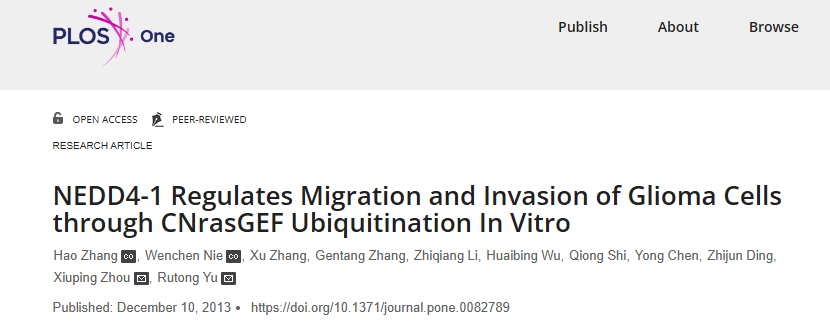 PLOS One
Publish About Browse
OPEN ACCESS PEER-REVIEWED
RESEARCH ARTICLE
NEDD4-1 Regulates Migration and Invasion of Glioma Cells
through CNrasGEF Ubiquitination In Vitro
Hao Zhang co, Wenchen Nie co, Xu Zhang, Gentang Zhang, Zhiqiang Li, Huaibing Wu, Qiong Shi, Yong Chen, Zhijun Ding,
Xiuping Zhou, Rutong Yu
Published: December 10, 2013 • https://doi.org/10.1371/journal.pone.0082789